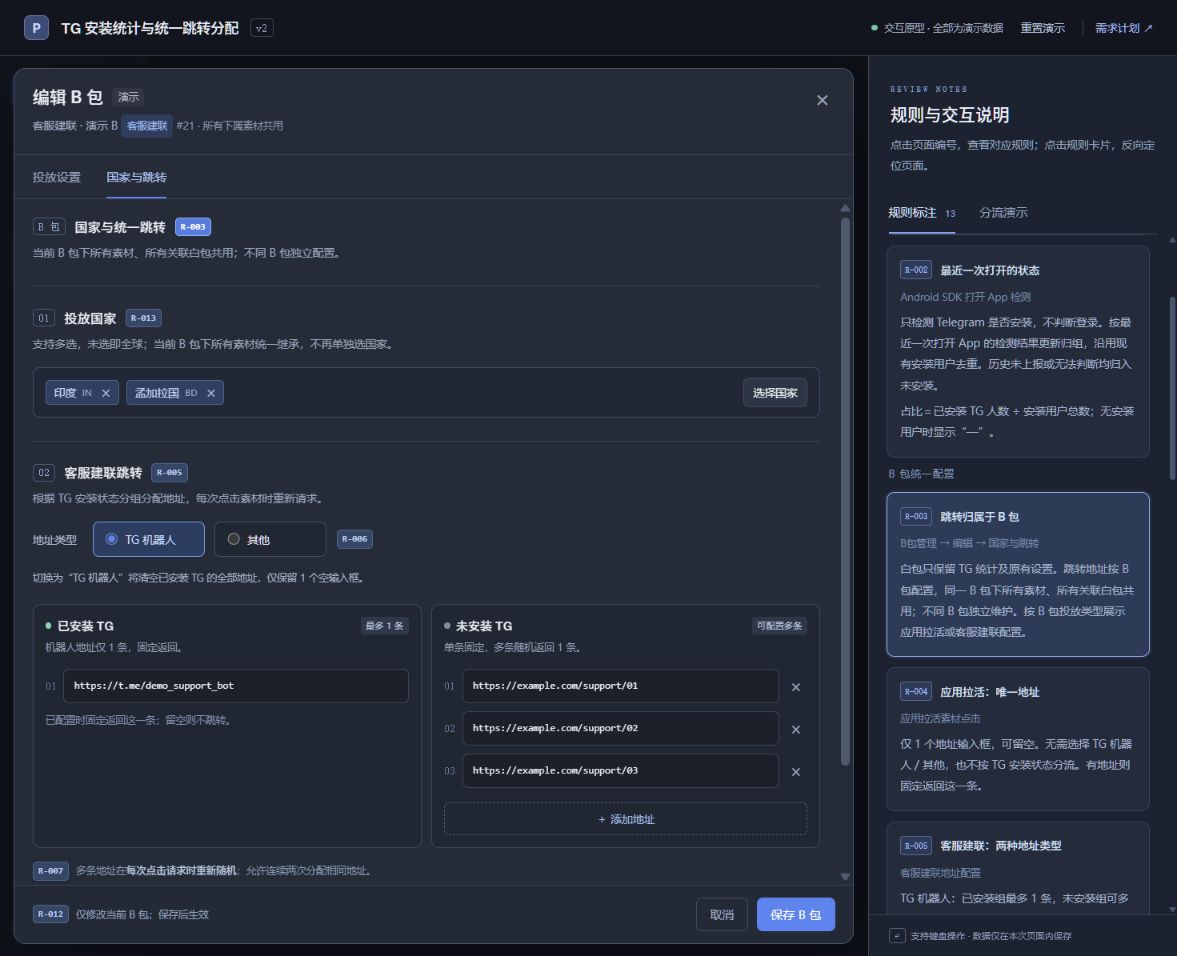 P TG 安装统计与统一跳转分配 v2
交互原型 · 全部为演示数据 重置演示 需求计划 ↗
编辑 B 包 演示
客服建联 · 演示 B 客服建联 #21 · 所有下属素材共用
投放设置 国家与跳转
B 包 国家与统一跳转 R-003
当前 B 包下所有素材、所有关联白包共用；不同 B 包独立配置。
01 投放国家 R-013
支持多选，未选即全球；当前 B 包下所有素材统一继承，不再单独选国家。
印度 IN × 孟加拉国 BD × 选择国家
02 客服建联跳转 R-005
根据 TG 安装状态分组分配地址，每次点击素材时重新请求。
地址类型 TG 机器人 其他 R-006
切换为“TG 机器人”将清空已安装 TG 的全部地址，仅保留 1 个空输入框。
已安装 TG 最多 1 条
机器人地址仅 1 条，固定返回。
01 https://t.me/demo_support_bot
已配置时固定返回这一条；留空则不跳转。
未安装 TG 可配置多条
单条固定，多条随机返回 1 条。
01 https://example.com/support/01 ×
02 https://example.com/support/02 ×
03 https://example.com/support/03 ×
+ 添加地址
R-007 多条地址在每次点击请求时重新随机；允许连续两次分配相同地址。
R-012 仅修改当前 B 包；保存后生效
取消 保存 B 包
REVIEW NOTES
规则与交互说明
点击页面编号，查看对应规则；点击规则卡片，反向定
位页面。
规则标注 13 分流演示
R-002 最近一次打开的状态
Android SDK 打开 App 检测
只检测 Telegram 是否安装，不判断登录。按最
近一次打开 App 的检测结果更新归组，沿用现
有安装用户去重。历史未上报或无法判断均归入
未安装。
占比 = 已安装 TG 人数 ÷ 安装用户总数；无安装
用户时显示“—”。
B 包统一配置
R-003 跳转归属于 B 包
B包管理 → 编辑 → 国家与跳转
白包只保留 TG 统计及原有设置。跳转地址按 B
包配置，同一 B 包下所有素材、所有关联白包共
用；不同 B 包独立维护。按 B 包投放类型展示
应用拉活或客服建联配置。
R-004 应用拉活：唯一地址
应用拉活素材点击
仅 1 个地址输入框，可留空。无需选择 TG 机器
人 / 其他，也不按 TG 安装状态分流。有地址则
固定返回这一条。
R-005 客服建联：两种地址类型
客服建联地址配置
TG 机器人：已安装组最多 1 条，未安装组可多
↵ 支持键盘操作 · 数据仅在本次页面内保存